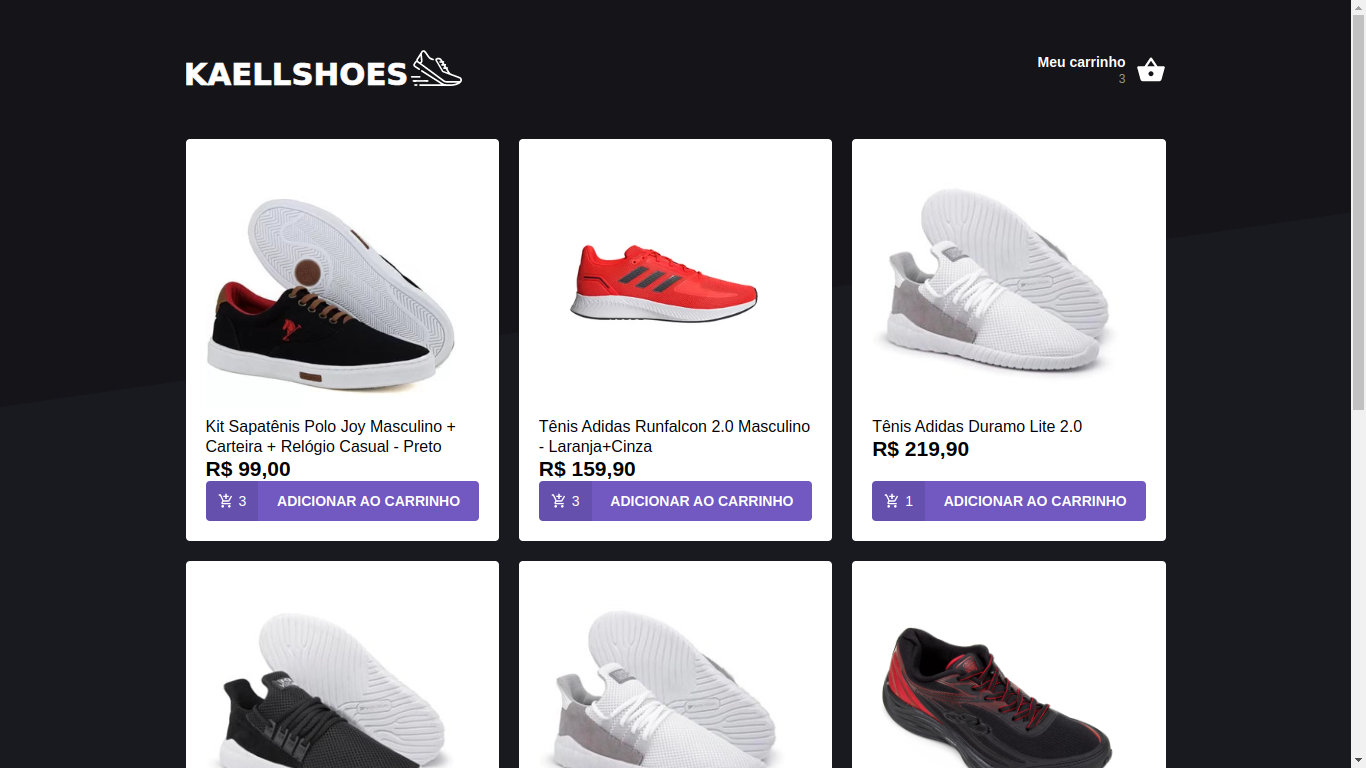 KAELLSHOES
Meu carrinho
3
Kit Sapatênis Polo Joy Masculino +
Carteira + Relógio Casual - Preto
R$ 99,00
3 ADICIONAR AO CARRINHO
Tênis Adidas Runfalcon 2.0 Masculino
- Laranja+Cinza
R$ 159,90
3 ADICIONAR AO CARRINHO
Tênis Adidas Duramo Lite 2.0
R$ 219,90
1 ADICIONAR AO CARRINHO